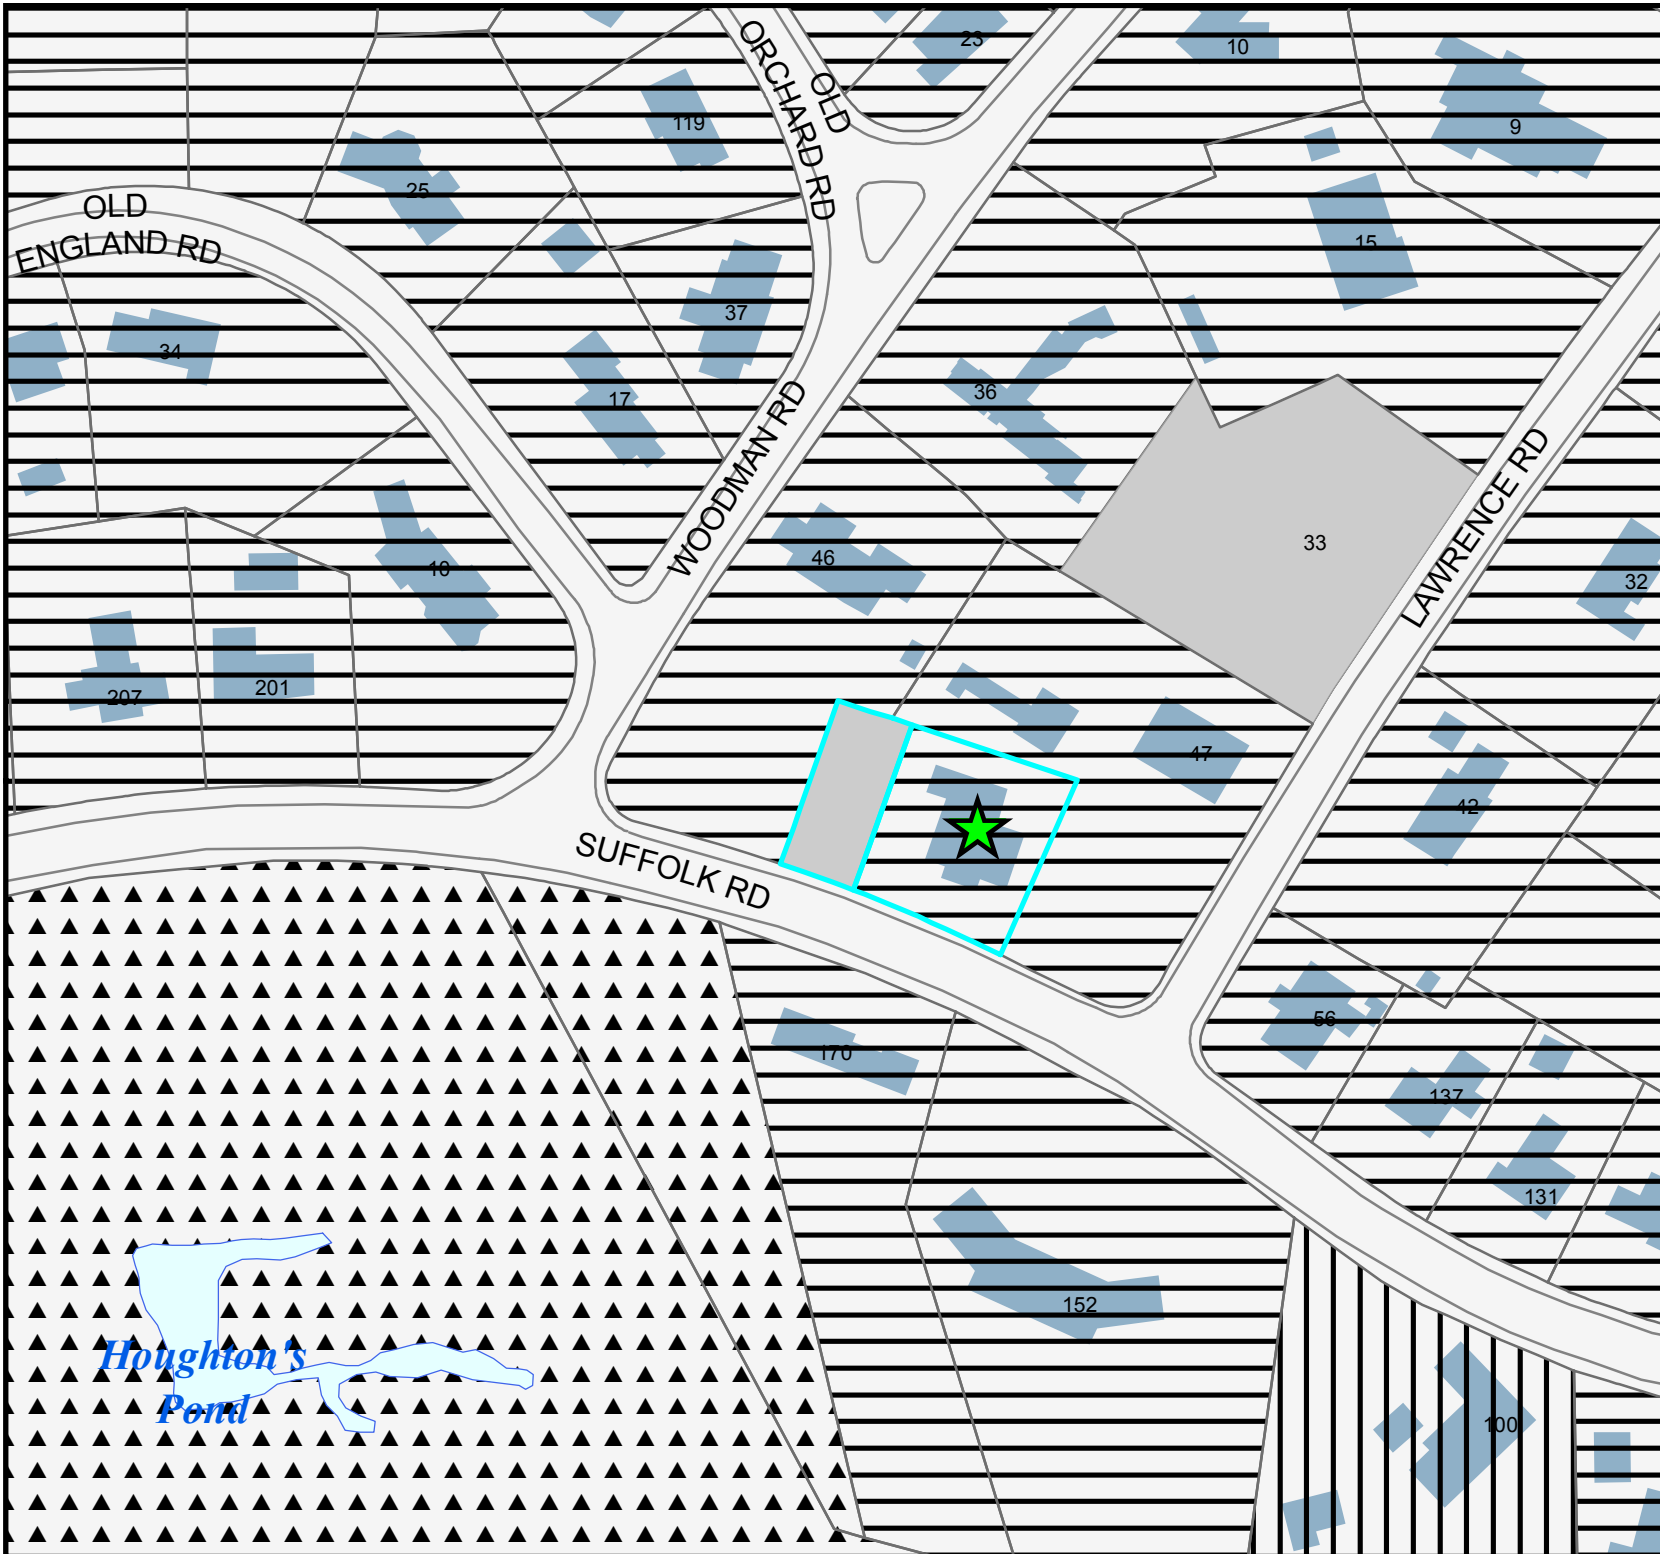 23
10
ORCHARD RD
OLD
119
9
25
OLD
ENGLAND RD
15
37
34
36
17
WOODMAN RD
LAWRENCE RD
33
46
10
32
201
207
47
42
SUFFOLK RD
56
170
137
131
152
Houghton's
Pond
100